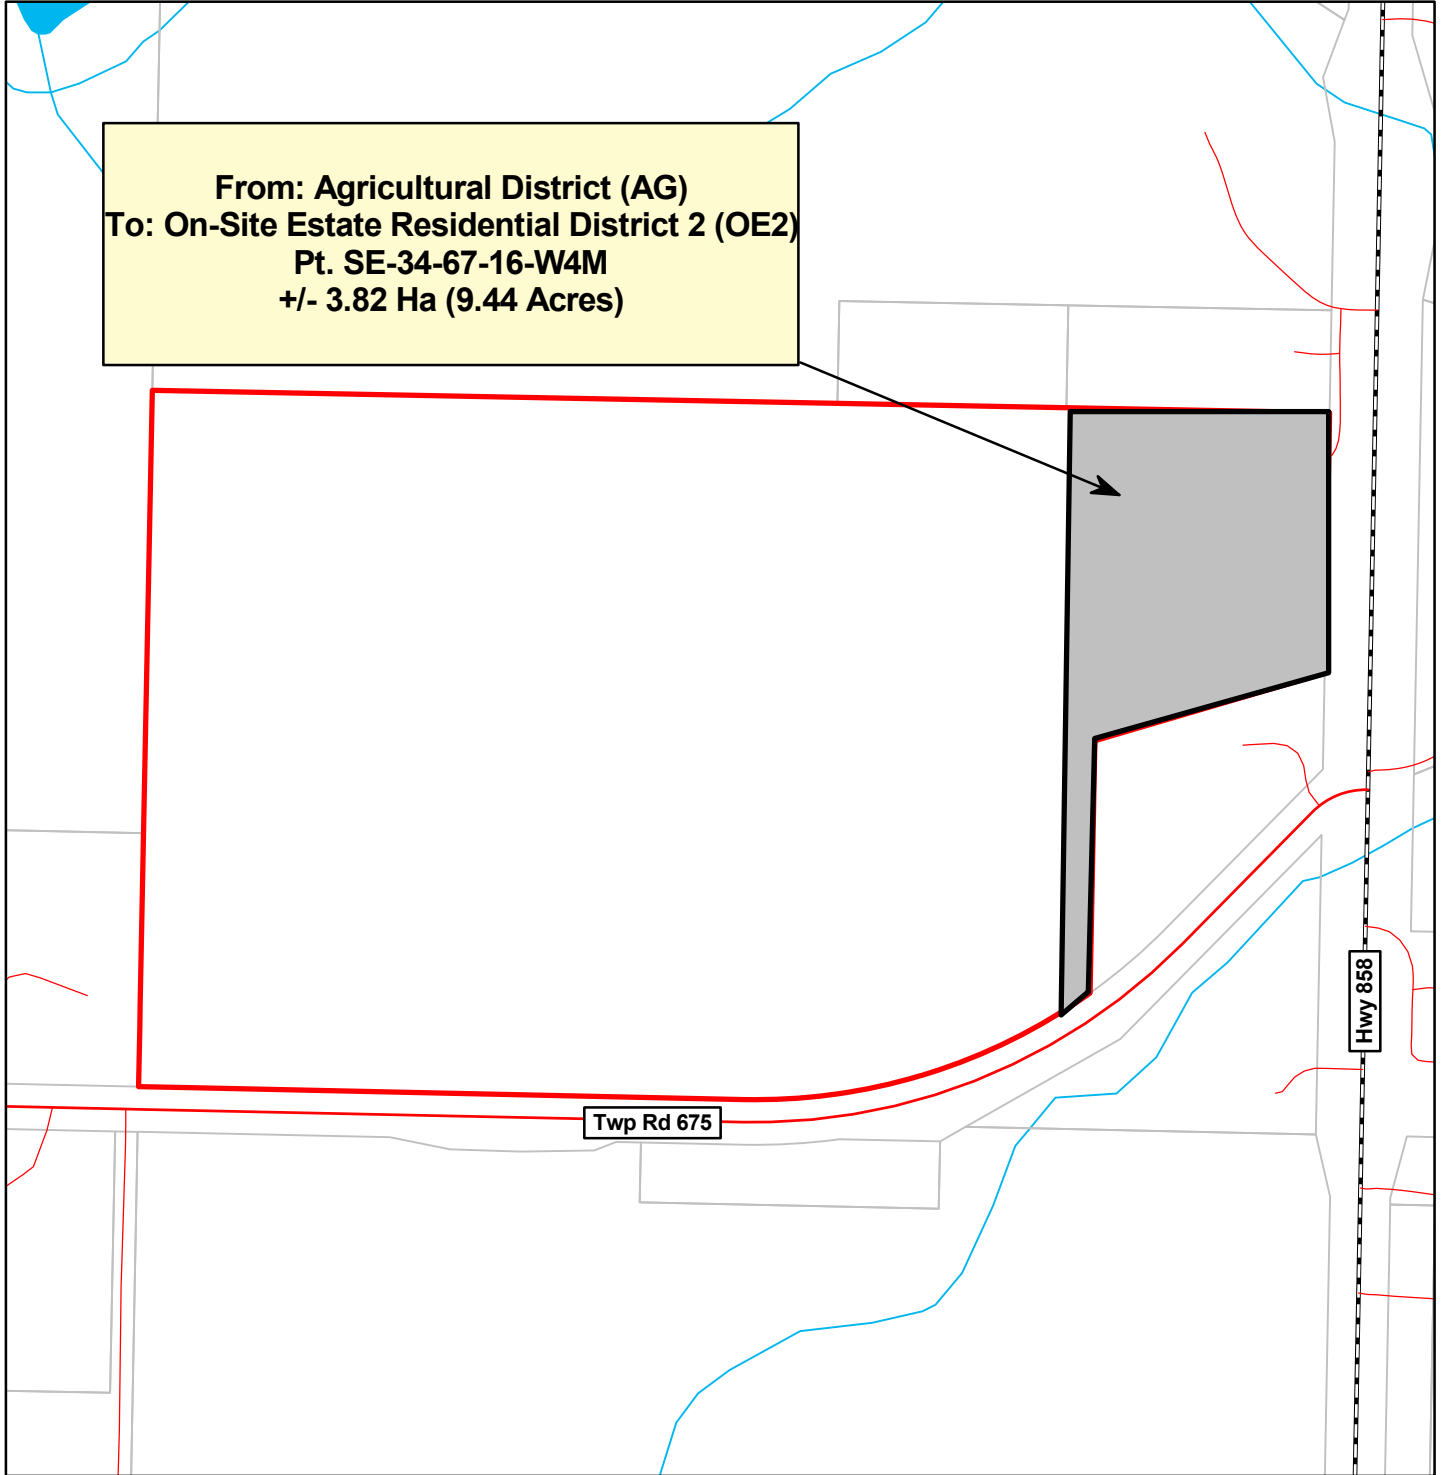 From: Agricultural District (AG)
To: On-Site Estate Residential District 2 (OE2)
Pt. SE-34-67-16-W4M
+/- 3.82 Ha (9.44 Acres)
Hwy 858
Twp Rd 675